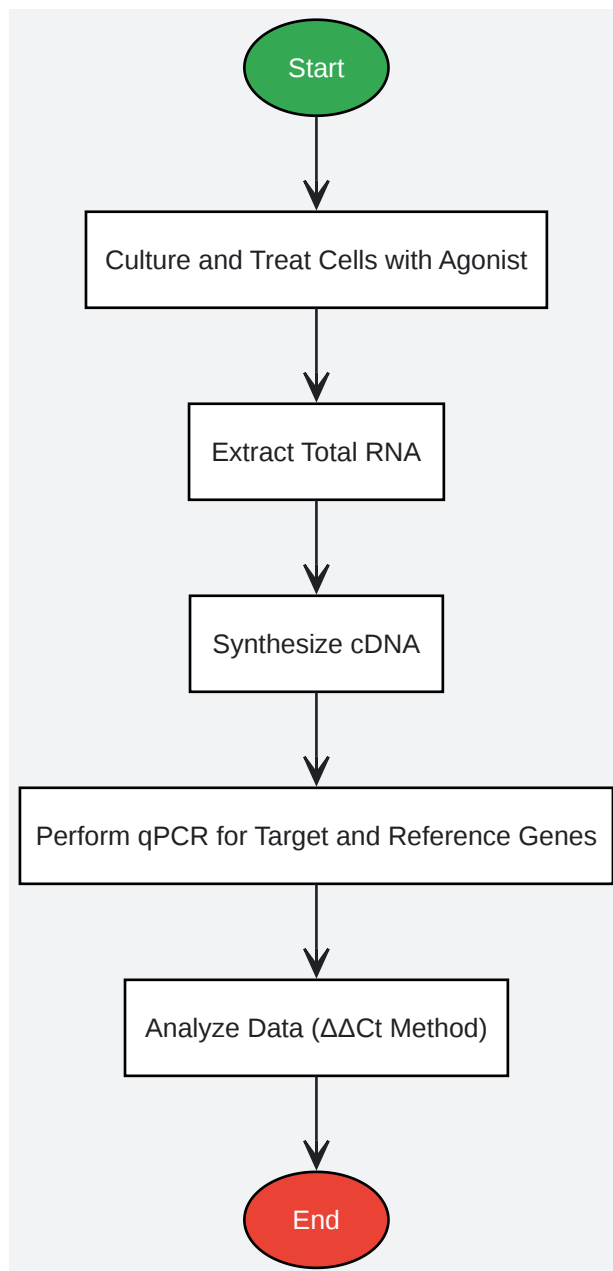 Start
Culture and Treat Cells with Agonist
Extract Total RNA
Synthesize cDNA
Perform qPCR for Target and Reference Genes
Analyze Data (ΔΔCt Method)
End